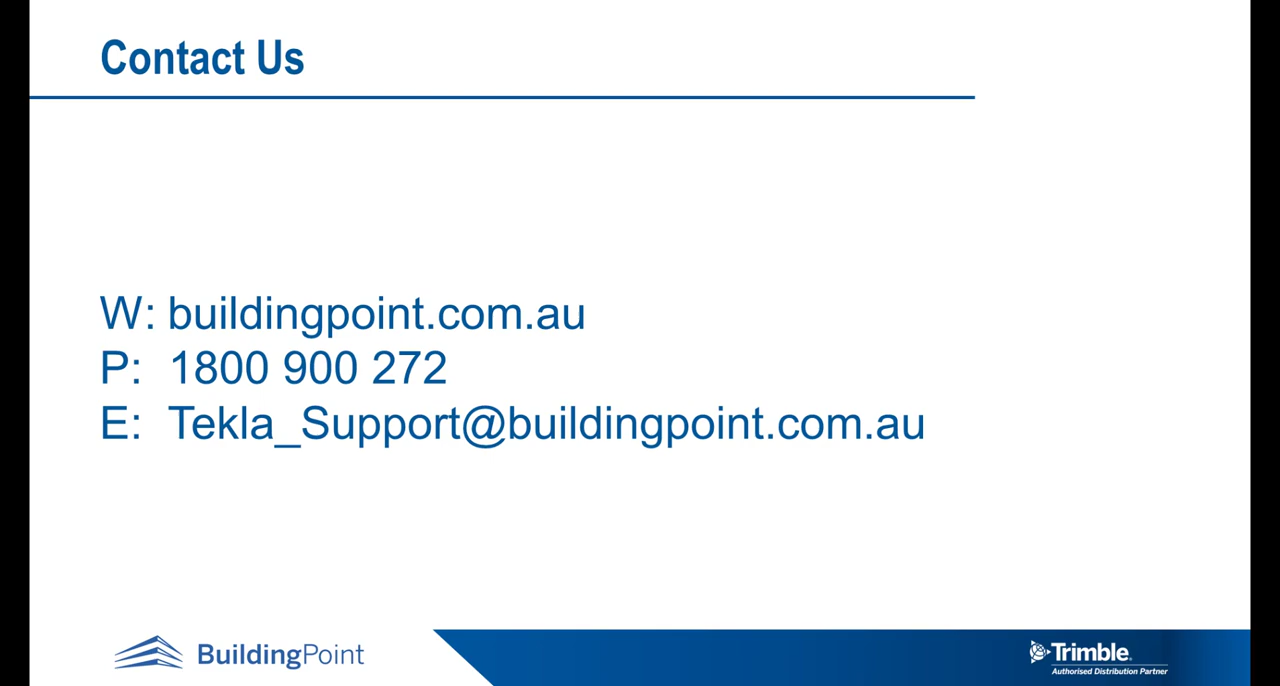 Contact Us
W: buildingpoint.com.au
P: 1800 900 272
E: Tekla_Support@buildingpoint.com.au
BuildingPoint
Trimble.
Authorised Distribution Partner